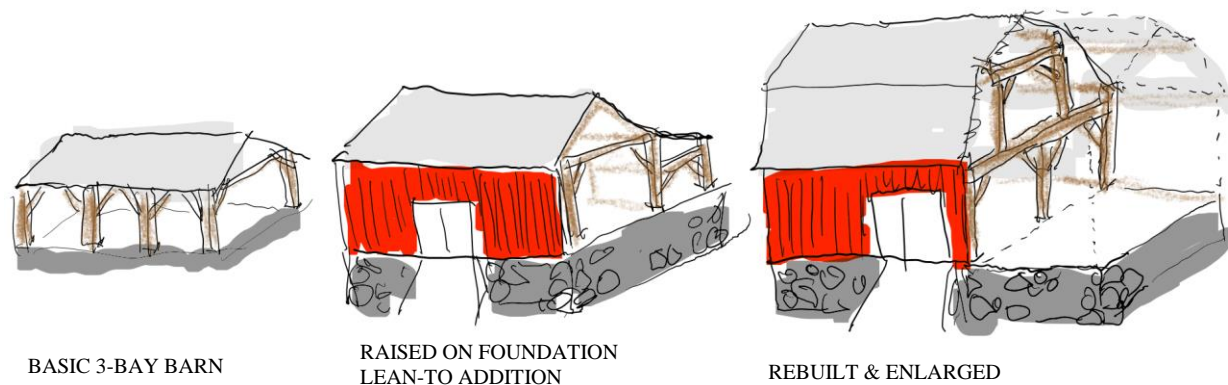 BASIC 3-BAY BARN
RAISED ON FOUNDATION
LEAN-TO ADDITION
REBUILT & ENLARGED